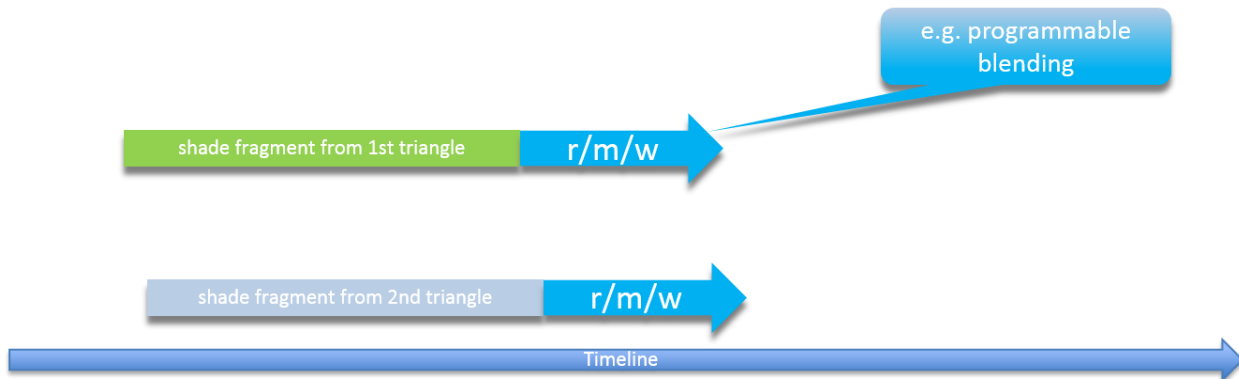 e.g. programmable
blending
shade fragment from 1st triangle
r/m/w
shade fragment from 2nd triangle
r/m/w
Timeline